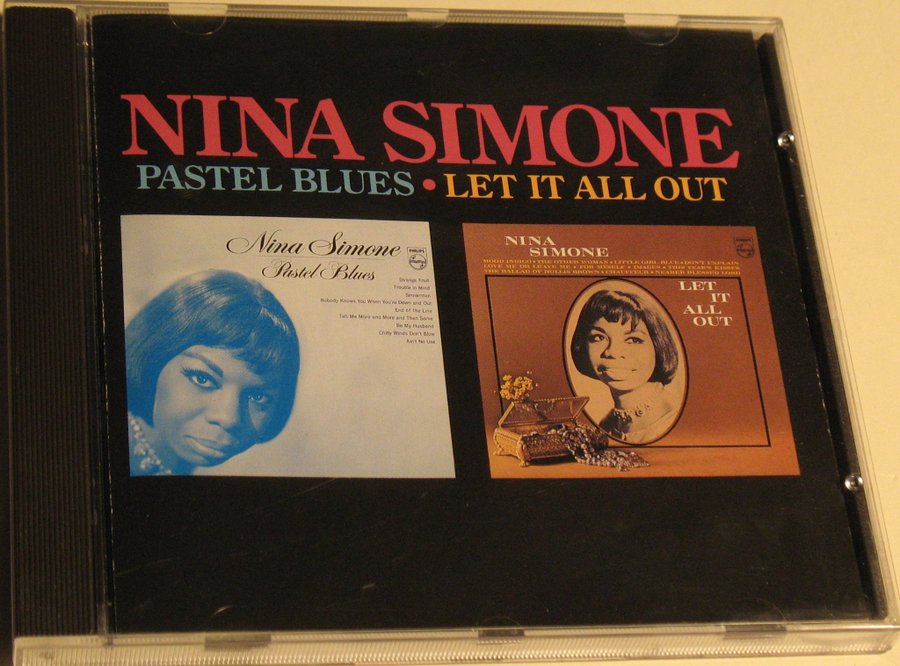 NINA SIMONE
PASTEL BLUES • LET IT ALL OUT
Nina Simone
Pastel Blues
PHILIPS
Strange Fruit
Trouble in Mind
Sinnerman
Nobody Knows You When You're Down and Out
End of the Line
Tell Me More and More and Then Some
Be My Husband
Chilly Winds Don't Blow
Ain't No Use
NINA
SIMONE
MOOD INDIGO • THE OTHER WOMAN • LITTLE GIRL BLUE • DON'T EXPLAIN
LOVE ME OR LEAVE ME • FOR MYSELF • IMAGES • THIS YEAR'S KISSES
THE BALLAD OF HOLLIS BROWN • CHAUFFEUR • NEARER BLESSED LORD
LET
IT
ALL
OUT